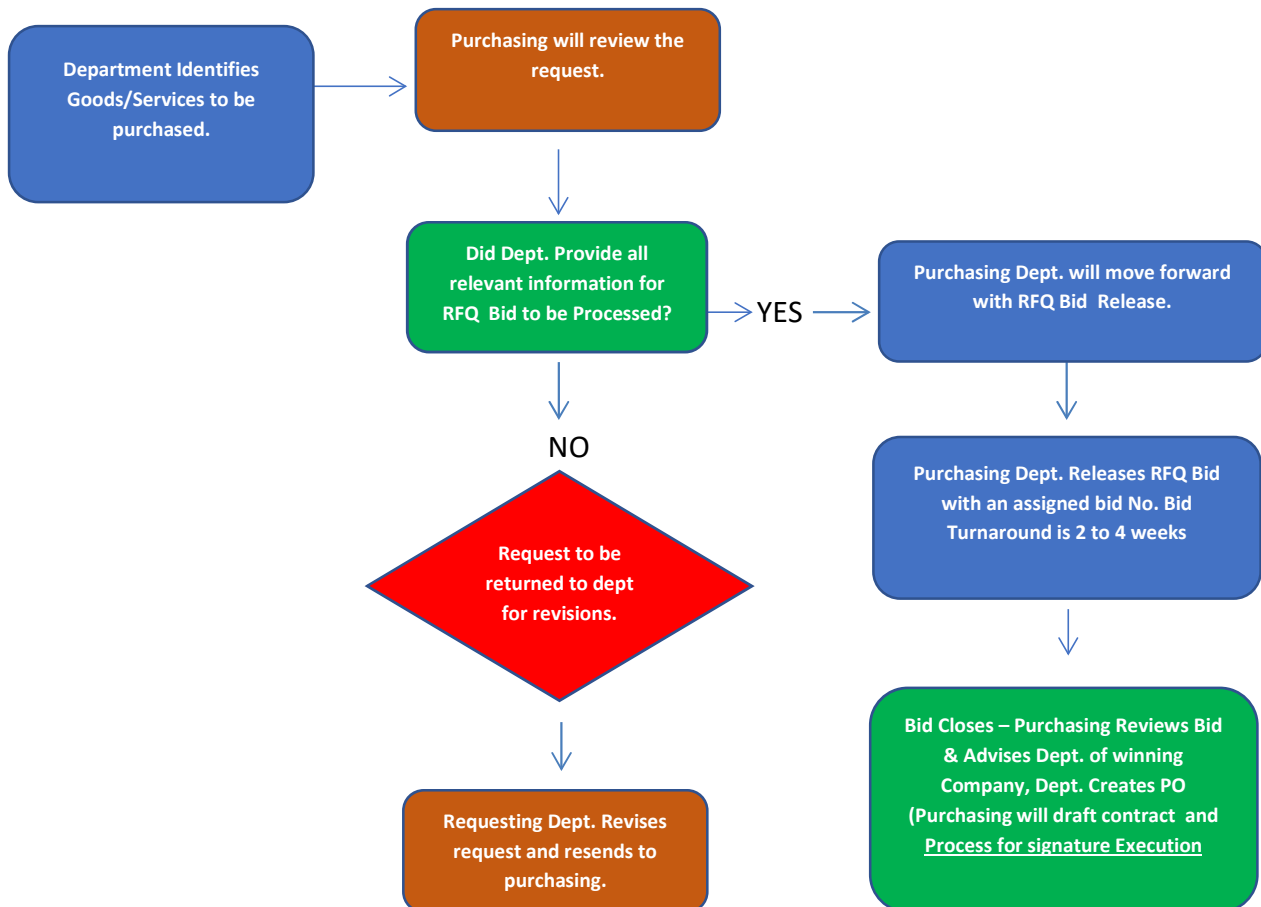 Department Identifies
Goods/Services to be
purchased.
Purchasing will review the
request.
Did Dept. Provide all
relevant information for
RFQ Bid to be Processed?
YES
Purchasing Dept. will move forward
with RFQ Bid Release.
NO
Purchasing Dept. Releases RFQ Bid
with an assigned bid No. Bid
Turnaround is 2 to 4 weeks
Request to be
returned to dept
for revisions.
Bid Closes – Purchasing Reviews Bid
& Advises Dept. of winning
Company, Dept. Creates PO
(Purchasing will draft contract and
Process for signature Execution
Requesting Dept. Revises
request and resends to
purchasing.